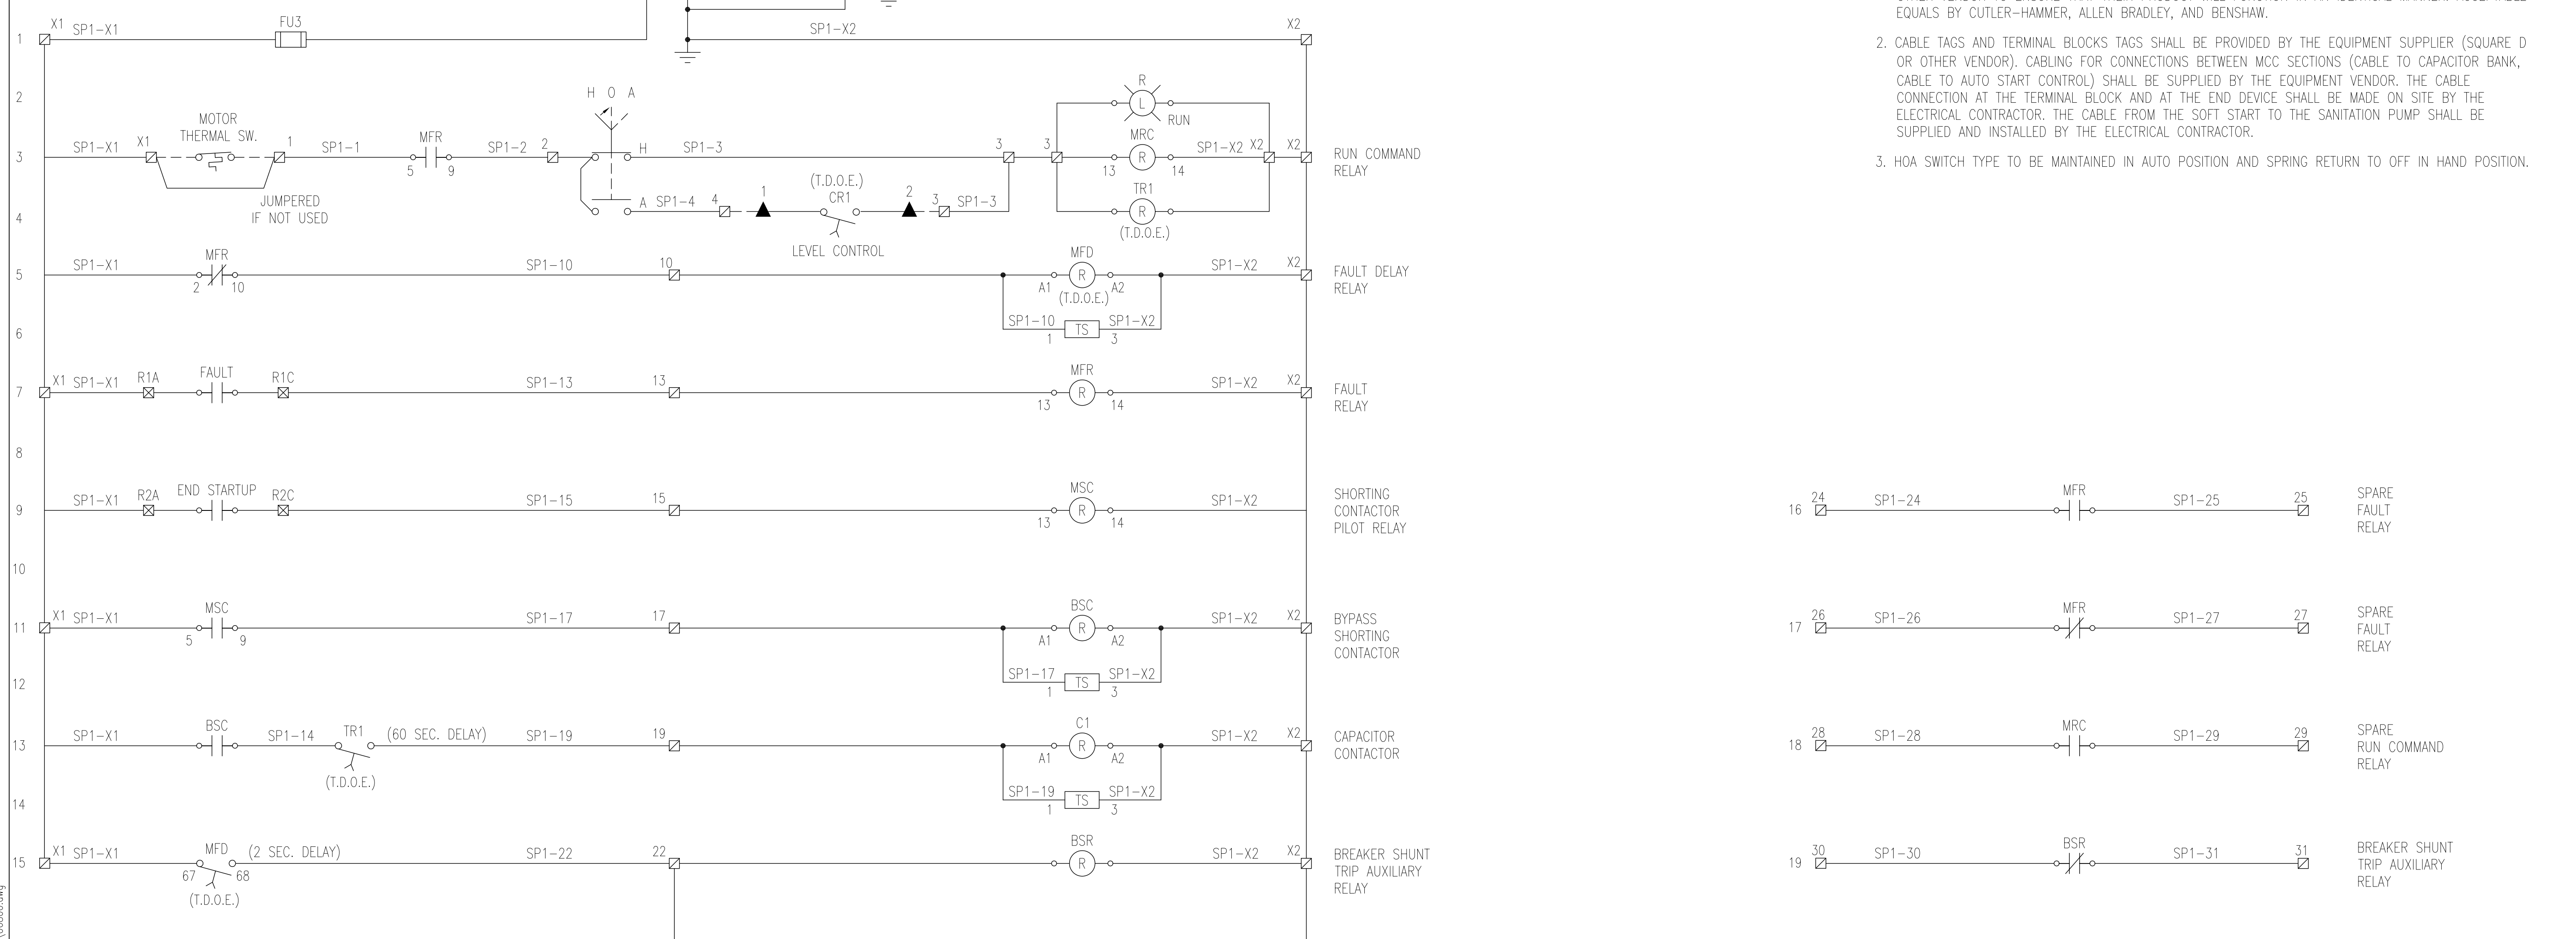 EQUALS BY CUTLER-HAMMER, ALLEN BRADLEY, AND BENSHAW.
2. CABLE TAGS AND TERMINAL BLOCKS TAGS SHALL BE PROVIDED BY THE EQUIPMENT SUPPLIER (SQUARE D
OR OTHER VENDOR). CABLING FOR CONNECTIONS BETWEEN MCC SECTIONS (CABLE TO CAPACITOR BANK,
CABLE TO AUTO START CONTROL) SHALL BE SUPPLIED BY THE EQUIPMENT VENDOR. THE CABLE
CONNECTION AT THE TERMINAL BLOCK AND AT THE END DEVICE SHALL BE MADE ON SITE BY THE
ELECTRICAL CONTRACTOR. THE CABLE FROM THE SOFT START TO THE SANITATION PUMP SHALL BE
SUPPLIED AND INSTALLED BY THE ELECTRICAL CONTRACTOR.
3. HOA SWITCH TYPE TO BE MAINTAINED IN AUTO POSITION AND SPRING RETURN TO OFF IN HAND POSITION.
1 X1 SP1-X1 FU3 SP1-X2 X2
2 H O A R L RUN
MOTOR
THERMAL SW.
3 SP1-X1 X1 1 SP1-1 MFR 5 9 SP1-2 2 H SP1-3 3 3 MRC 13 R 14 SP1-X2 X2 X2
RUN COMMAND
RELAY
JUMPERED
IF NOT USED
4 A SP1-4 4 1 (T.D.O.E.) CR1 2 3 SP1-3 TR1 R (T.D.O.E.)
LEVEL CONTROL
5 SP1-X1 MFR 2 10 SP1-10 10 MFD A1 R A2 (T.D.O.E.) SP1-X2 X2
FAULT DELAY
RELAY
6 SP1-10 1 TS 3 SP1-X2
7 X1 SP1-X1 R1A FAULT R1C SP1-13 13 MFR 13 R 14 SP1-X2 X2
FAULT
RELAY
8
9 SP1-X1 R2A END STARTUP R2C SP1-15 15 MSC 13 R 14 SP1-X2
SHORTING
CONTACTOR
PILOT RELAY
10
11 X1 SP1-X1 MSC 5 9 SP1-17 17 BSC A1 R A2 SP1-X2 X2
BYPASS
SHORTING
CONTACTOR
12 SP1-17 1 TS 3 SP1-X2
13 SP1-X1 BSC SP1-14 TR1 (60 SEC. DELAY) (T.D.O.E.) SP1-19 19 C1 A1 R A2 SP1-X2 X2
CAPACITOR
CONTACTOR
14 SP1-19 1 TS 3 SP1-X2
15 X1 SP1-X1 MFD (2 SEC. DELAY) 67 68 (T.D.O.E.) SP1-22 22 BSR R SP1-X2 X2
BREAKER SHUNT
TRIP AUXILIARY
RELAY
16 24 SP1-24 MFR SP1-25 25
SPARE
FAULT
RELAY
17 26 SP1-26 MFR SP1-27 27
SPARE
FAULT
RELAY
18 28 SP1-28 MRC SP1-29 29
SPARE
RUN COMMAND
RELAY
19 30 SP1-30 BSR SP1-31 31
BREAKER SHUNT
TRIP AUXILIARY
RELAY